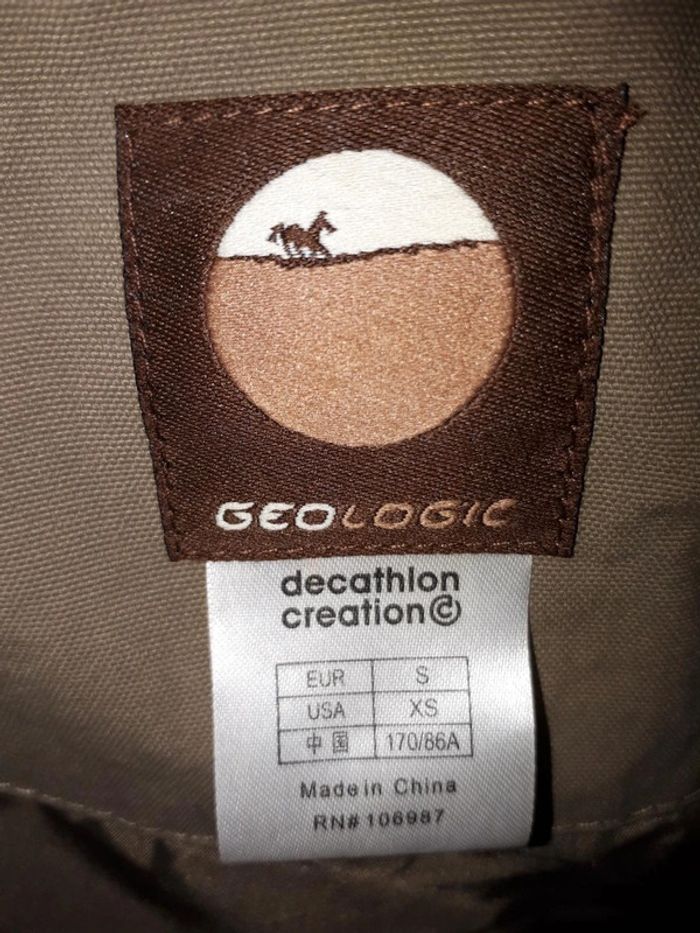 GEOLOGIC
decathlon
creation ©
EUR S
USA XS
中国 170/86A
Made in China
RN# 106987